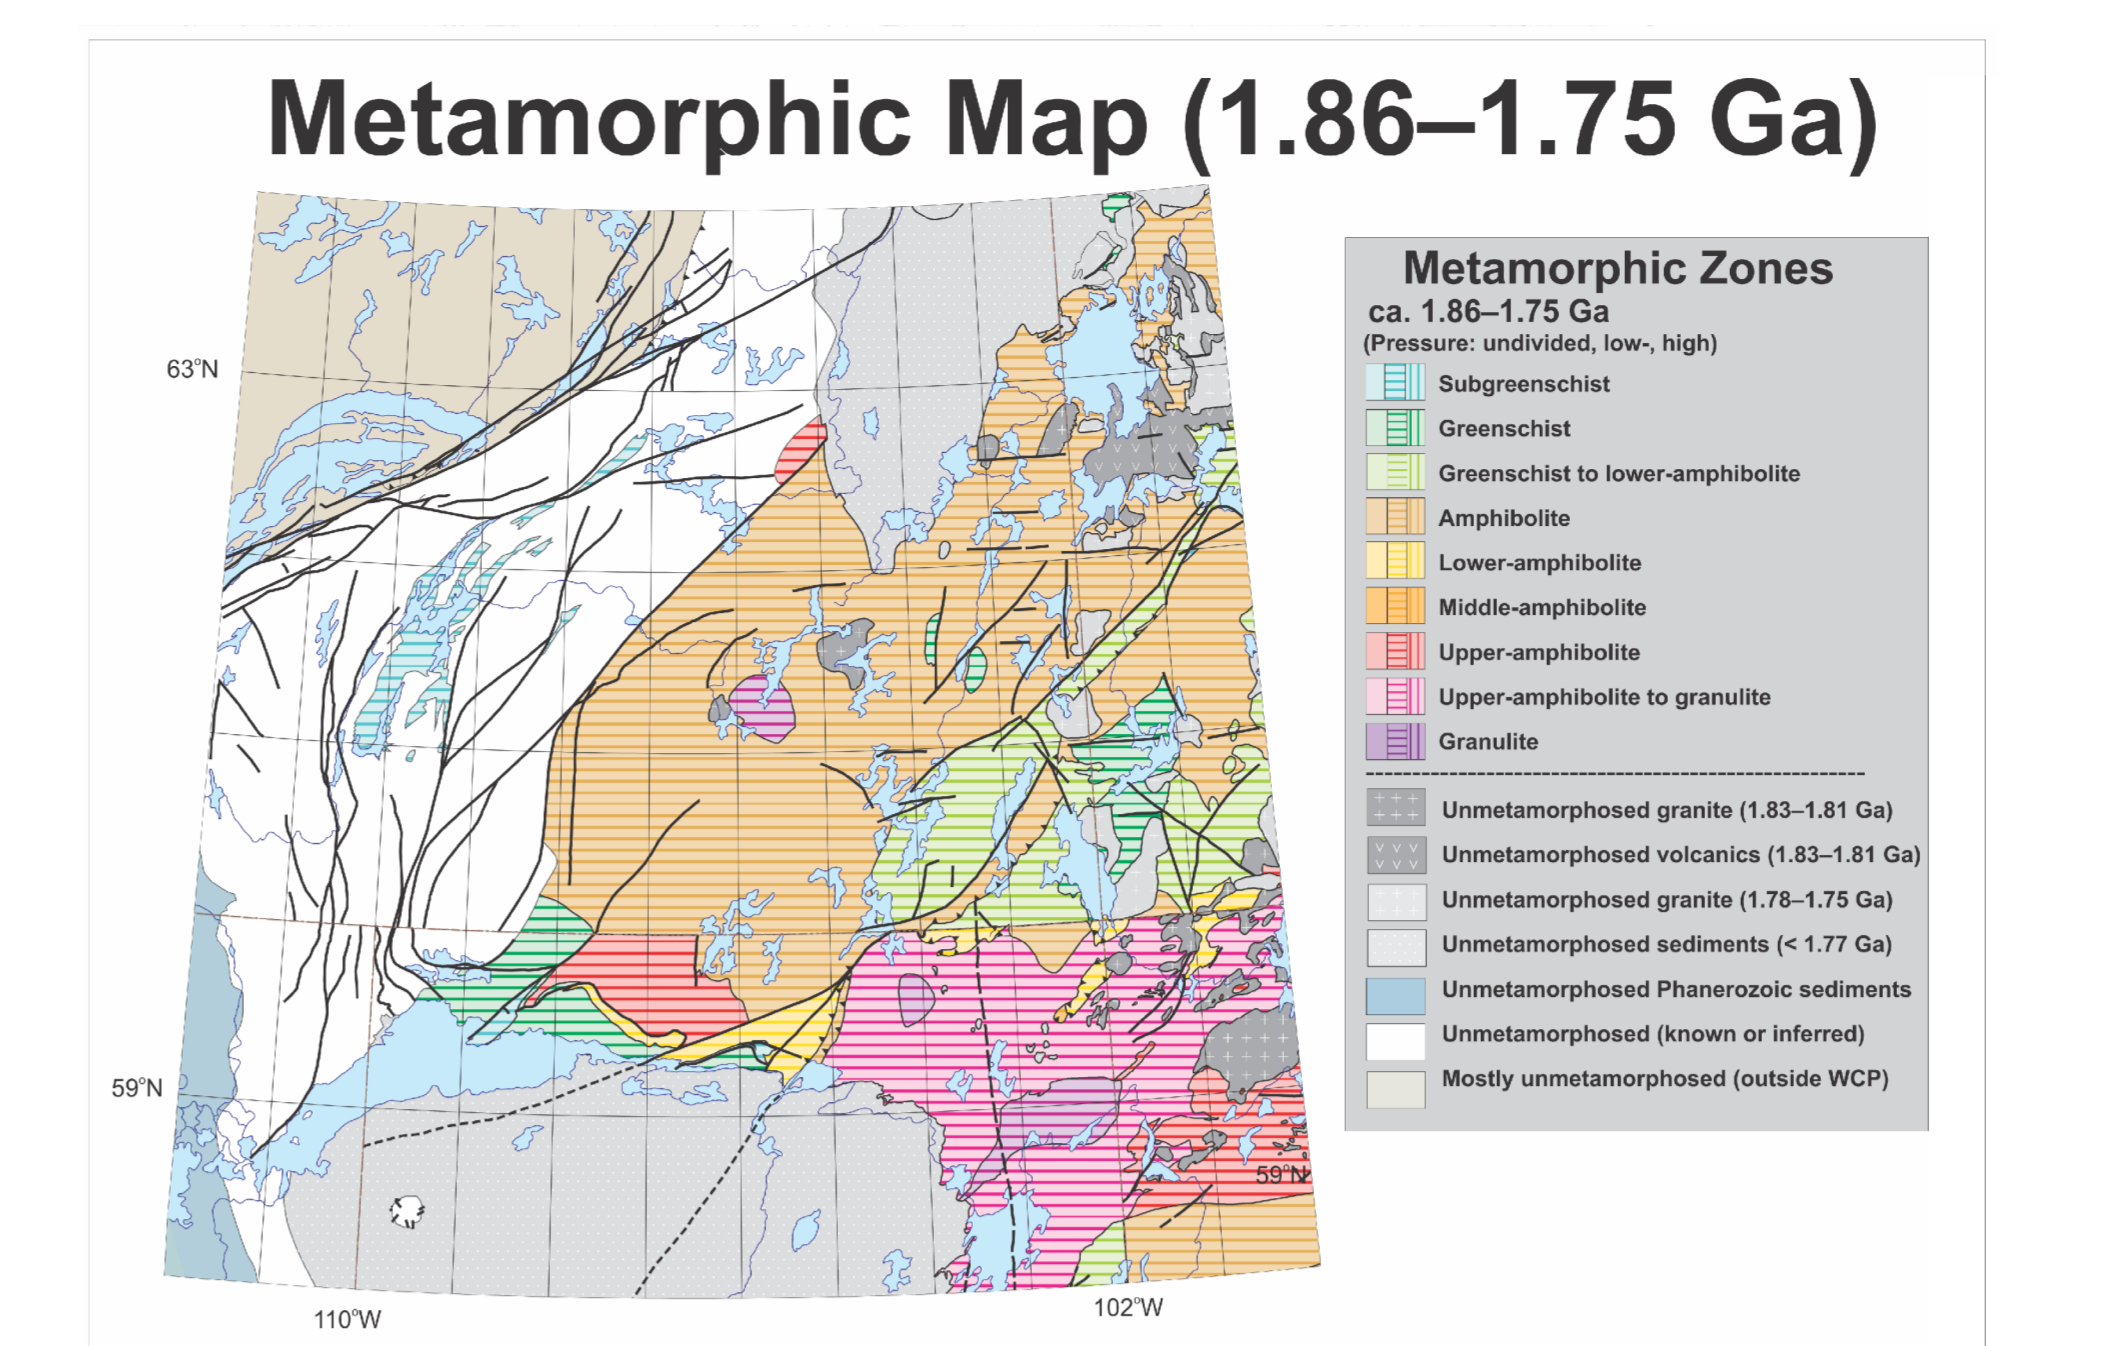 Metamorphic Map (1.86–1.75 Ga)
63°N
59°N
110°W
102°W
59°N
Metamorphic Zones
ca. 1.86–1.75 Ga
(Pressure: undivided, low-, high)
Subgreenschist
Greenschist
Greenschist to lower-amphibolite
Amphibolite
Lower-amphibolite
Middle-amphibolite
Upper-amphibolite
Upper-amphibolite to granulite
Granulite
Unmetamorphosed granite (1.83–1.81 Ga)
Unmetamorphosed volcanics (1.83–1.81 Ga)
Unmetamorphosed granite (1.78–1.75 Ga)
Unmetamorphosed sediments (< 1.77 Ga)
Unmetamorphosed Phanerozoic sediments
Unmetamorphosed (known or inferred)
Mostly unmetamorphosed (outside WCP)